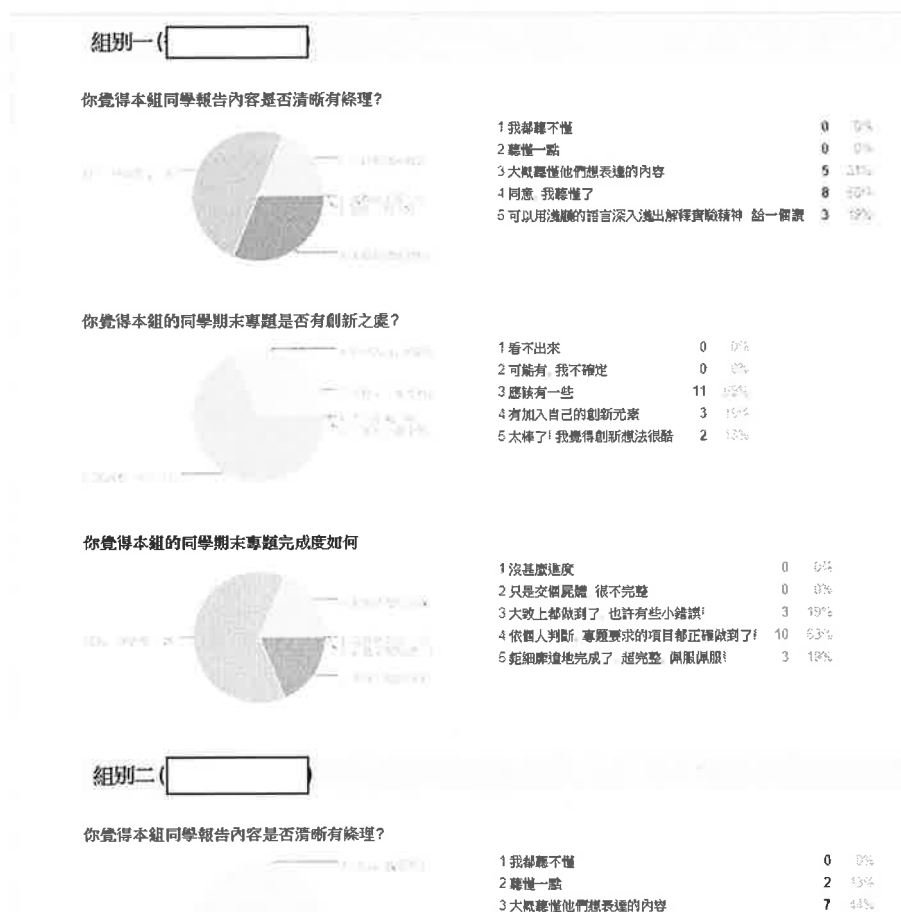 組別一 (
你覺得本組同學報告內容是否清晰有條理?
1 我都聽不懂 0 0%
2 聽懂一點 0 0%
3 大概聽懂他們想表達的內容 5 31%
4 同意 我聽懂了 8 50%
5 可以用淺顯的語言深入淺出解釋實驗精神 給一個讚 3 19%
你覺得本組的同學期末專題是否有創新之處?
1 看不出來 0 0%
2 可能有, 我不確定 0 0%
3 應該有一些 11 69%
4 有加入自己的創新元素 3 19%
5 太棒了! 我覺得創新想法很酷 2 13%
你覺得本組的同學期末專題完成度如何
1 沒甚麼進度 0 0%
2 只是交個屍體 很不完整 0 0%
3 大致上都做到了 也許有些小錯誤! 3 19%
4 依個人判斷, 專題要求的項目都正確做到了! 10 63%
5 鉅細靡遺地完成了 超完整 佩服佩服! 3 19%
組別二 (
你覺得本組同學報告內容是否清晰有條理?
1 我都聽不懂 0 0%
2 聽懂一點 2 13%
3 大概聽懂他們想表達的內容 7 44%